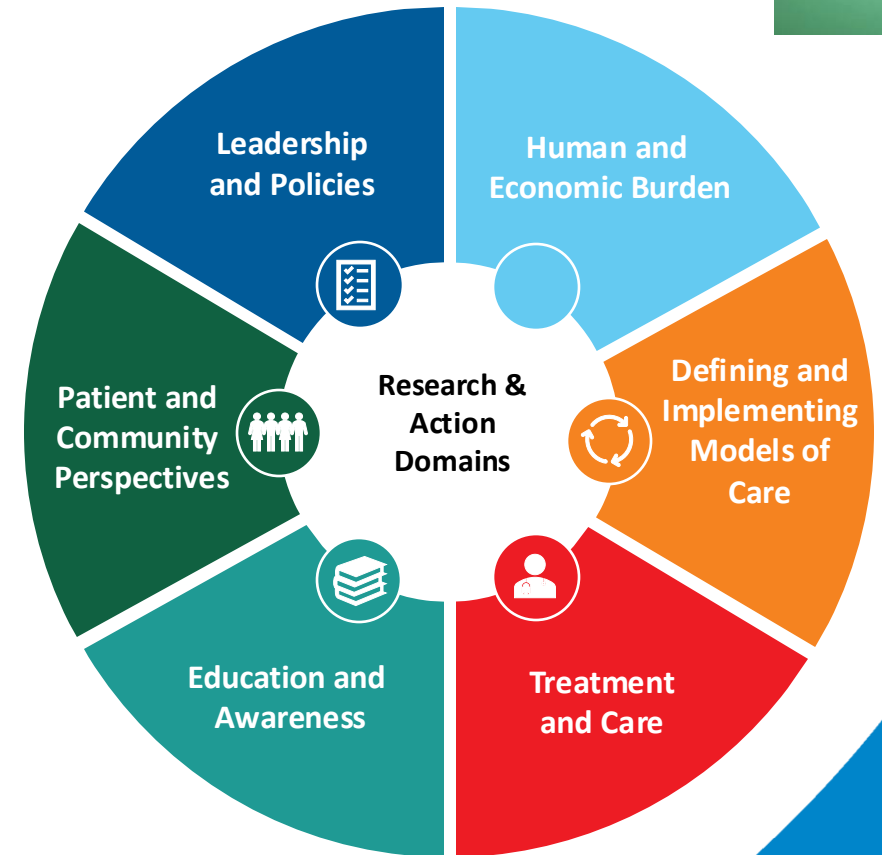 Leadership
and Policies
Human and
Economic Burden
Defining and
Implementing
Models of
Care
Treatment
and Care
Education and
Awareness
Patient and
Community
Perspectives
Research &
Action
Domains